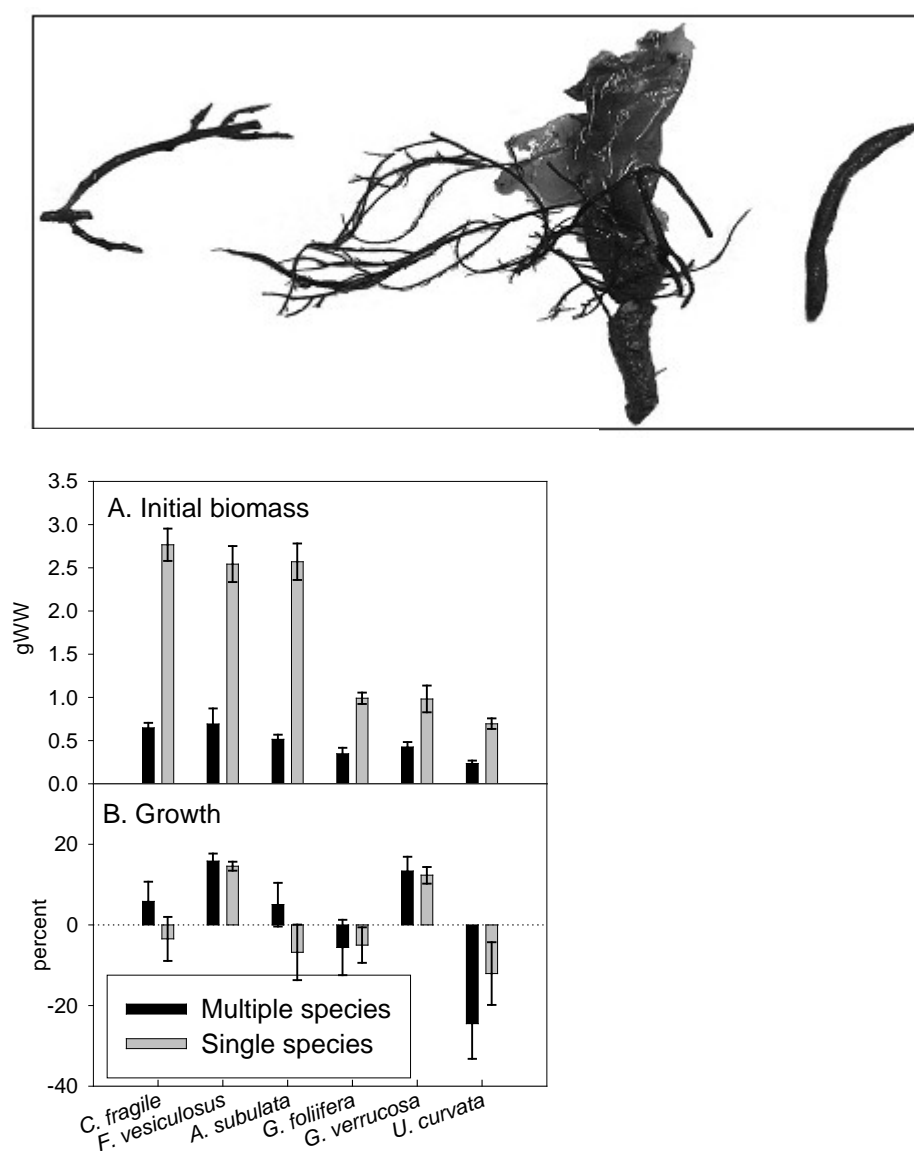 A. Initial biomass
3.5
3.0
2.5
2.0
1.5
1.0
0.5
0.0
gWW
B. Growth
20
0
-20
-40
percent
Multiple species
Single species
C. fragile
F. vesiculosus
A. subulata
G. foliifera
G. verrucosa
U. curvata